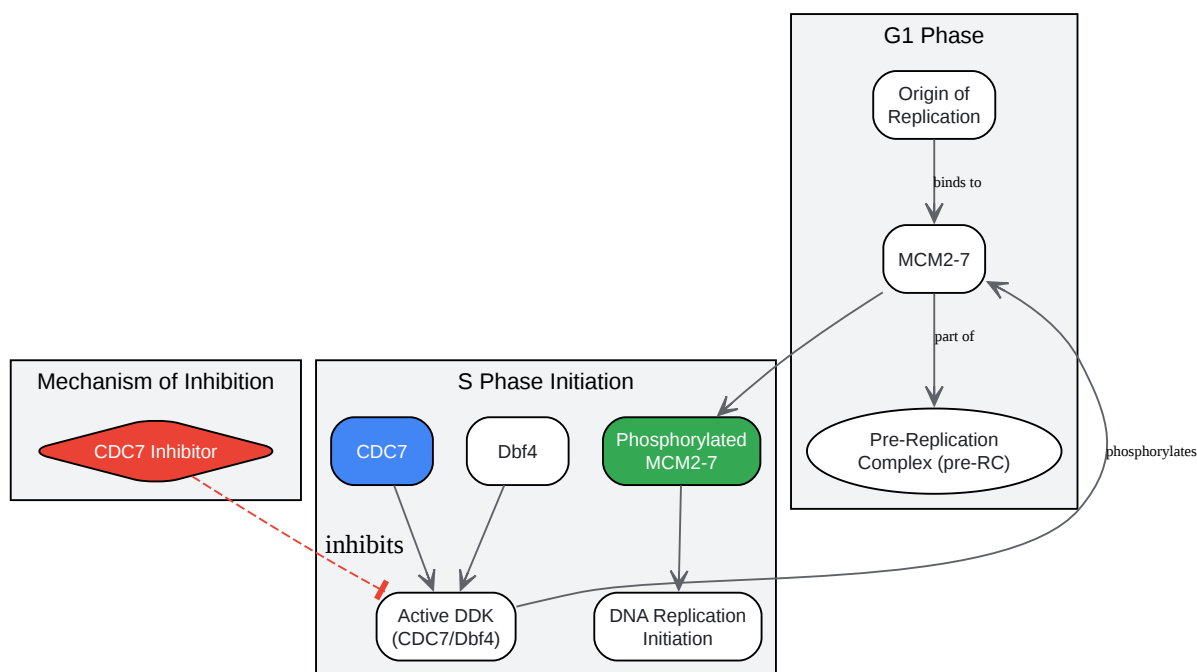 G1 Phase
Origin of
Replication
binds to
MCM2-7
part of
Pre-Replication
Complex (pre-RC)
phosphorylates
Mechanism of Inhibition
CDC7 Inhibitor
inhibits
S Phase Initiation
CDC7
Dbf4
Phosphorylated
MCM2-7
Active DDK
(CDC7/Dbf4)
DNA Replication
Initiation